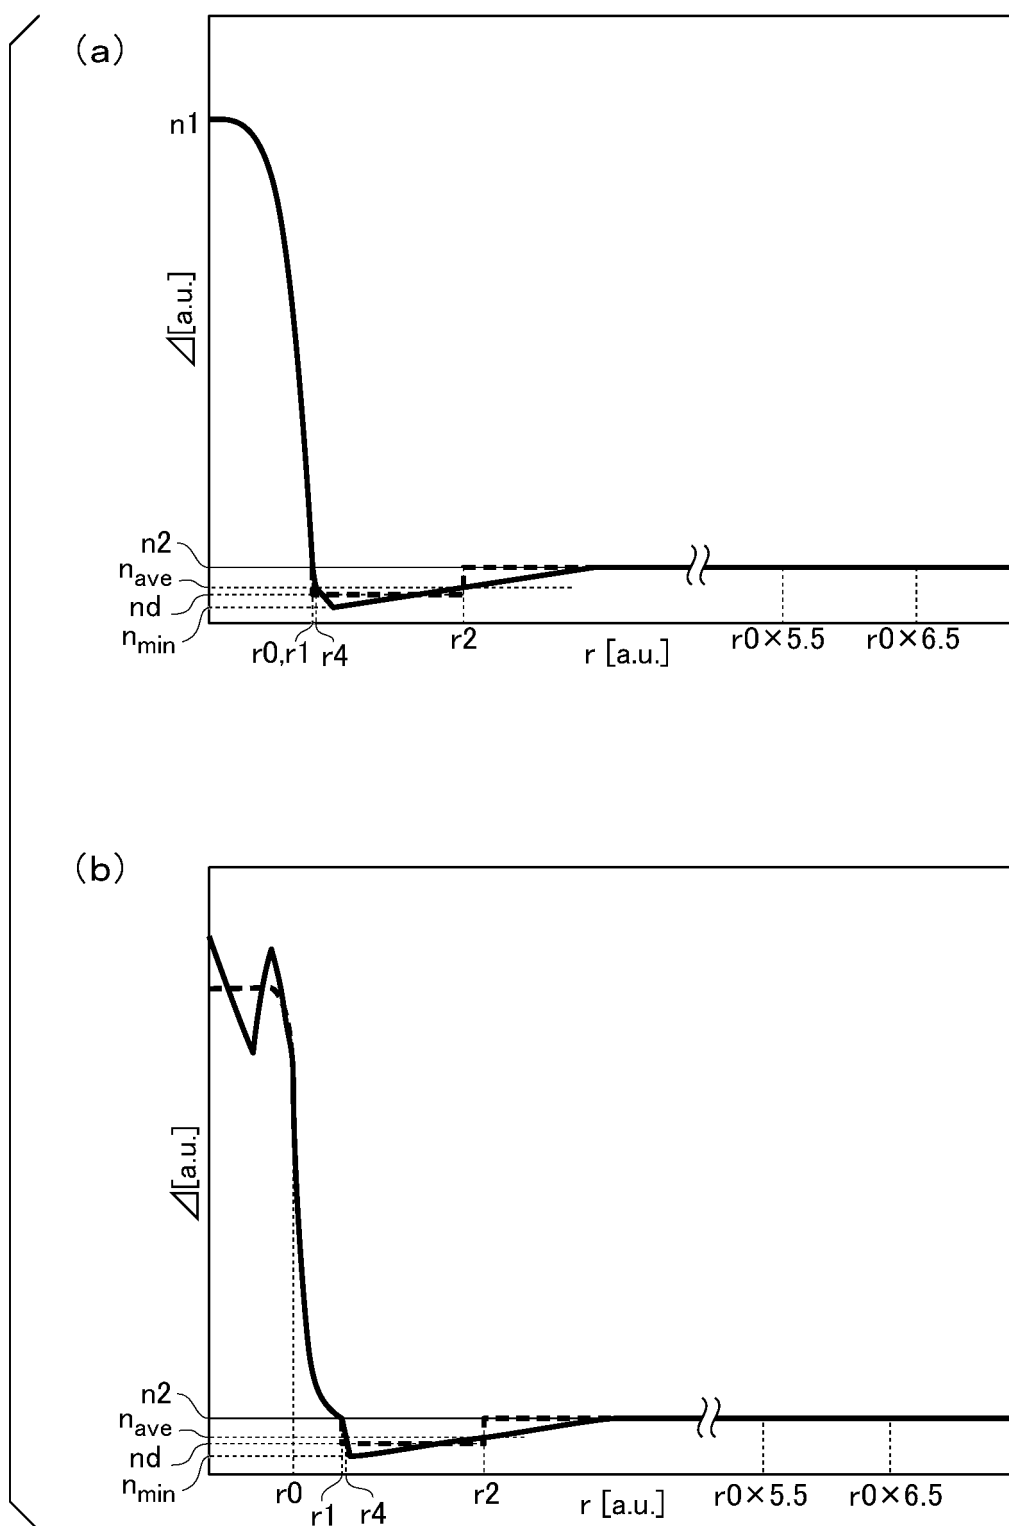 (a)
n1
⊿[a.u.]
n2
n_ave
nd
n_min
r0,r1
r4
r2
r [a.u.]
r0×5.5
r0×6.5
(b)
⊿[a.u.]
n2
n_ave
nd
n_min
r0
r1
r4
r2
r [a.u.]
r0×5.5
r0×6.5